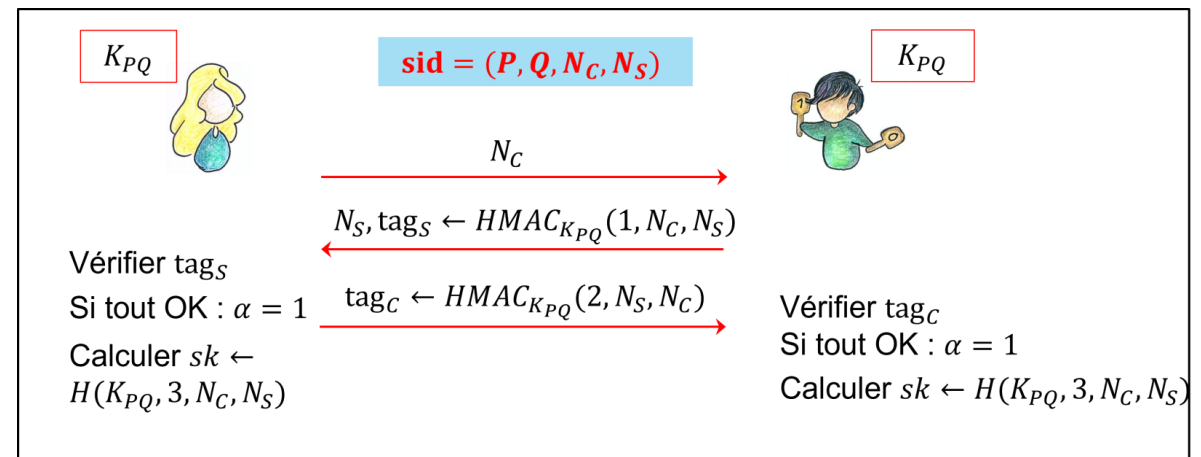 K_{PQ}
sid = (P, Q, N_C, N_S)
K_{PQ}
N_C
N_S, tag_S ← HMAC_{K_{PQ}}(1, N_C, N_S)
Vérifier tag_S
Si tout OK : α = 1
Calculer sk ←
H(K_{PQ}, 3, N_C, N_S)
tag_C ← HMAC_{K_{PQ}}(2, N_S, N_C)
Vérifier tag_C
Si tout OK : α = 1
Calculer sk ← H(K_{PQ}, 3, N_C, N_S)
1
0